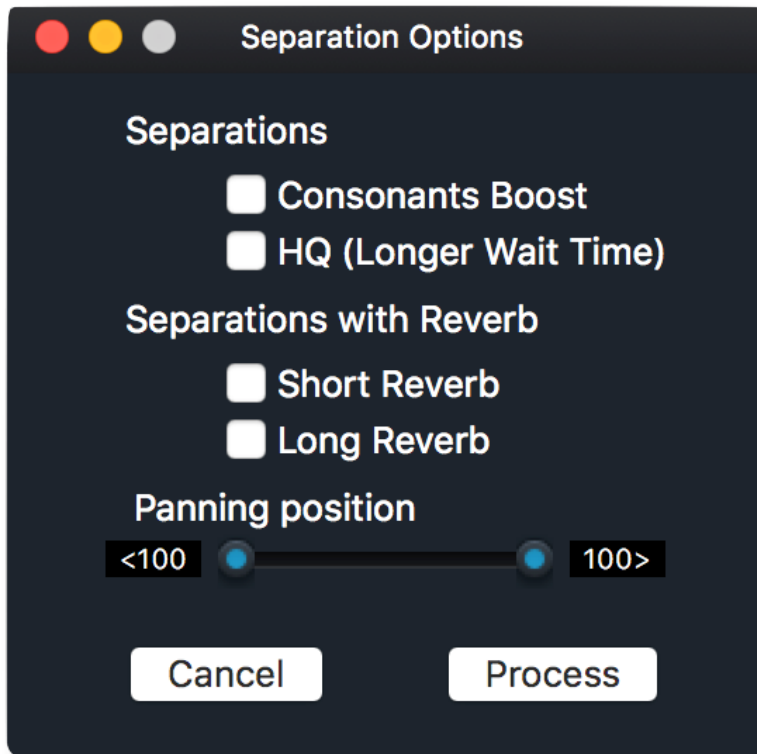 Separation Options
Separations
Consonants Boost
HQ (Longer Wait Time)
Separations with Reverb
Short Reverb
Long Reverb
Panning position
<100 100>
Cancel Process